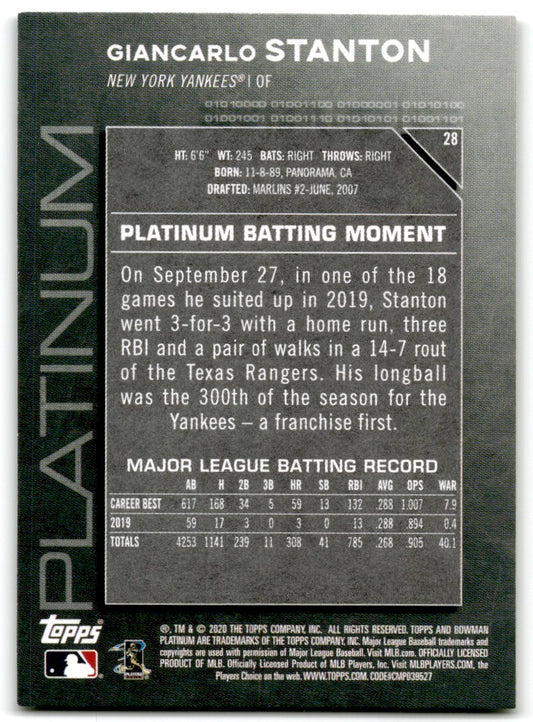 GIANCARLO STANTON
NEW YORK YANKEES® | OF
01010000 01001100 01000001 01010100
01001001 01001110 01010101 01001101
PLATINUM
28
HT: 6'6" WT: 245 BATS: RIGHT THROWS: RIGHT
BORN: 11-8-89, PANORAMA, CA
DRAFTED: MARLINS #2-JUNE, 2007
PLATINUM BATTING MOMENT
On September 27, in one of the 18
games he suited up in 2019, Stanton
went 3-for-3 with a home run, three
RBI and a pair of walks in a 14-7 rout
of the Texas Rangers. His longball
was the 300th of the season for the
Yankees – a franchise first.
MAJOR LEAGUE BATTING RECORD
AB H 2B 3B HR SB RBI AVG OPS WAR
CAREER BEST 617 168 34 5 59 13 132 .288 1.007 7.9
2019 59 17 3 0 3 0 13 .288 .894 0.4
TOTALS 4253 1141 239 11 308 41 785 .268 .905 40.1
Topps
®, TM & © 2020 THE TOPPS COMPANY, INC. ALL RIGHTS RESERVED. TOPPS AND BOWMAN
PLATINUM ARE TRADEMARKS OF THE TOPPS COMPANY, INC. Major League Baseball trademarks and
copyrights are used with permission of Major League Baseball. Visit MLB.com. OFFICIALLY LICENSED
PRODUCT OF MLB. Officially Licensed Product of MLB Players, Inc. Visit MLBPLAYERS.COM, the
Players Choice on the web. WWW.TOPPS.COM. CODE#CMP039527